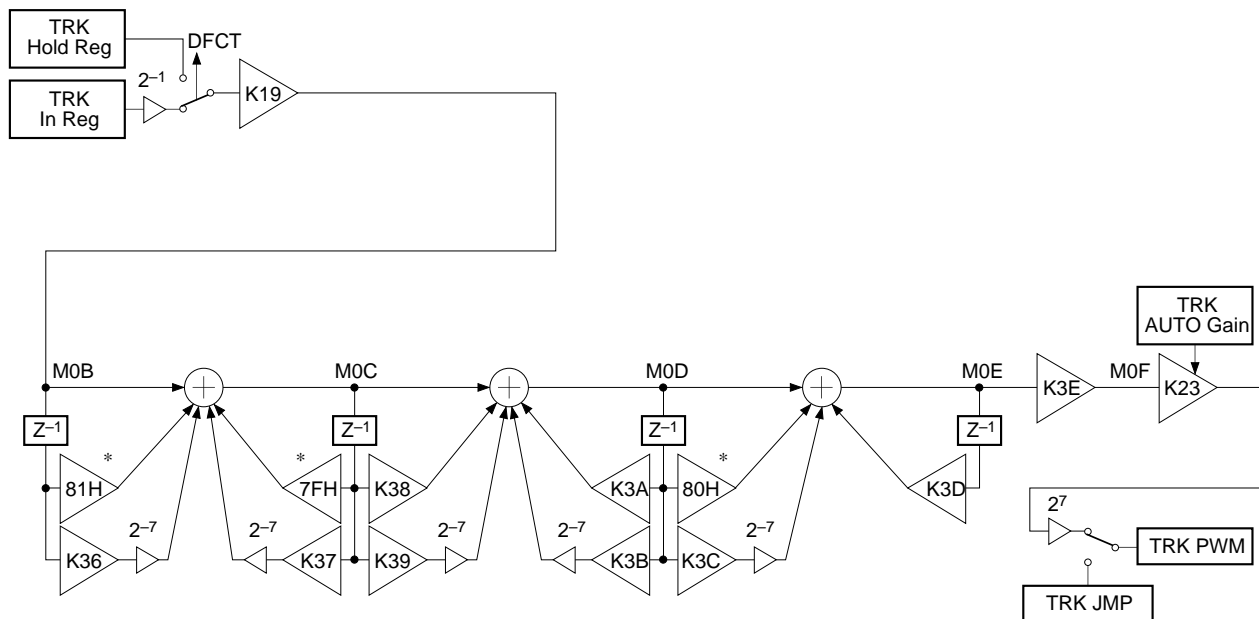 TRK
Hold Reg
DFCT
2–1
TRK
In Reg
K19
TRK
AUTO Gain
M0B
M0C
M0D
M0E
K3E
M0F
K23
Z–1
Z–1
Z–1
Z–1
81H
*
*
7FH
K38
K3A
80H
*
K3D
K36
2–7
2–7
K37
K39
2–7
2–7
K3B
K3C
2–7
27
TRK PWM
TRK JMP